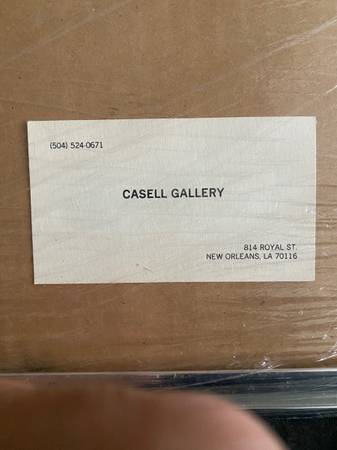 (504) 524-0671
CASELL GALLERY
814 ROYAL ST.
NEW ORLEANS, LA 70116